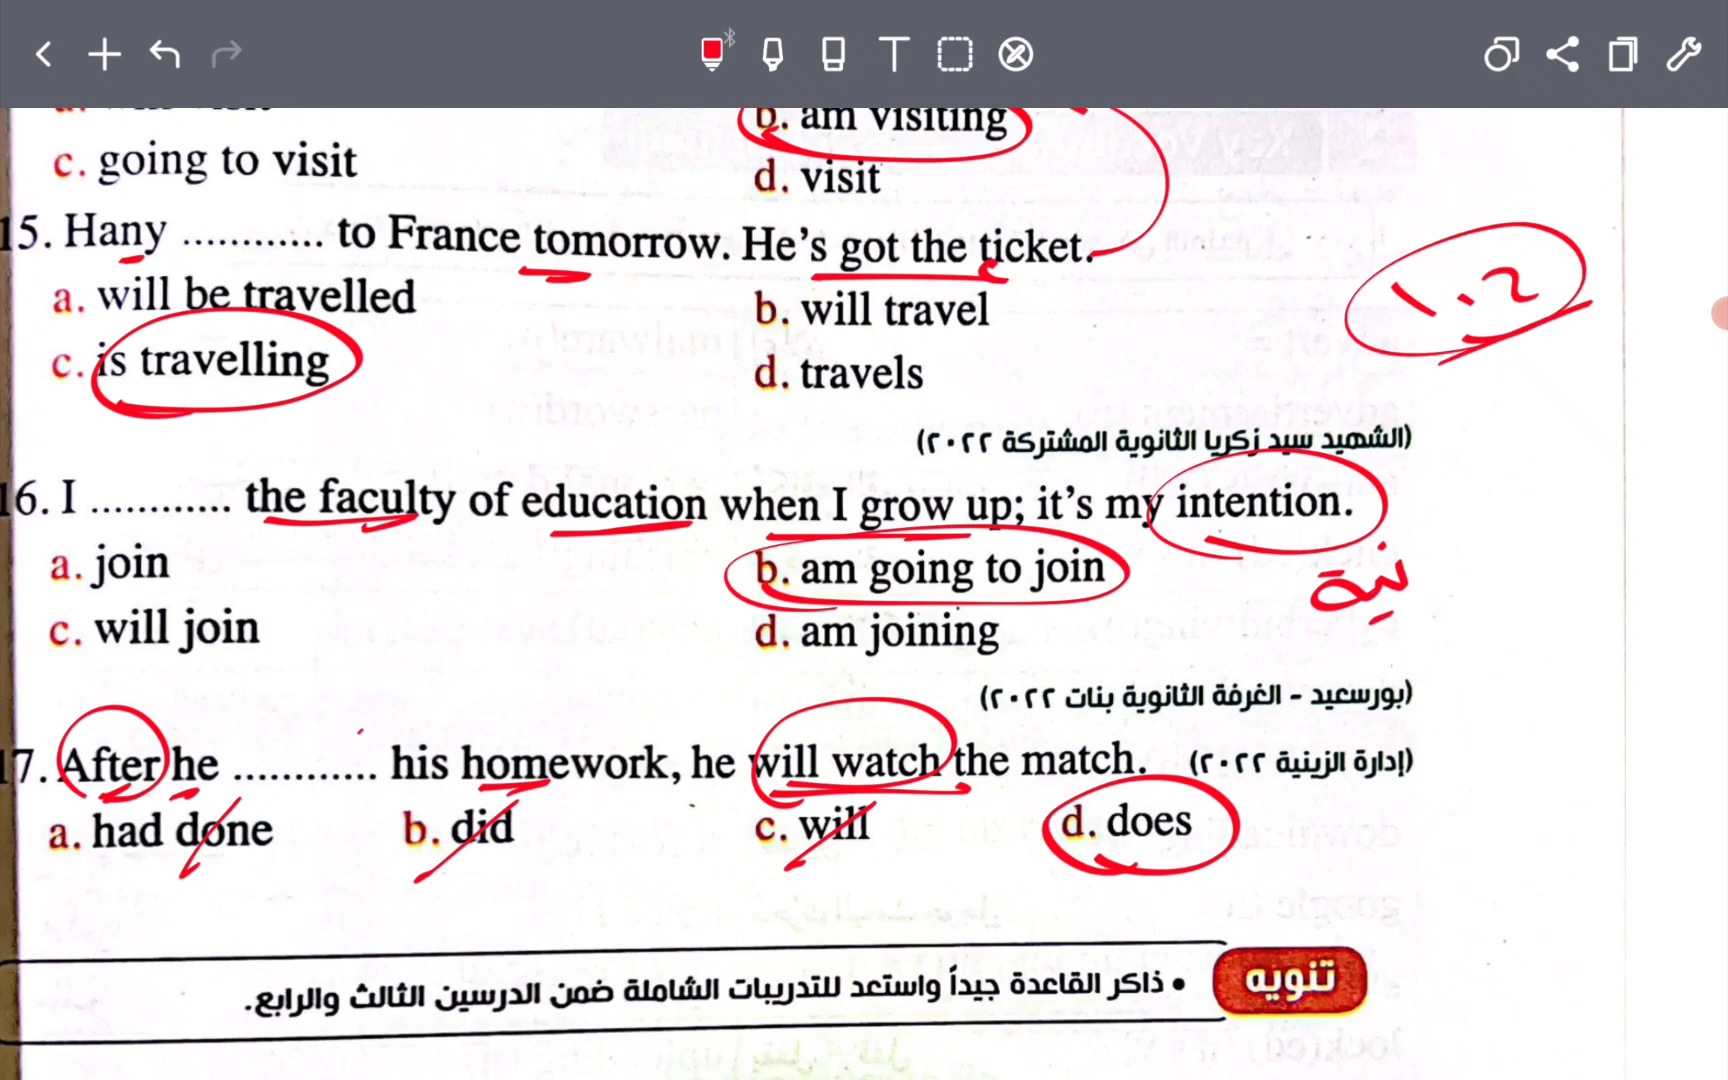 b. am visiting
c. going to visit
d. visit
15. Hany ............ to France tomorrow. He's got the ticket.
a. will be travelled
b. will travel
c. is travelling
d. travels
١٠٢
(الشهيد سيد زكريا الثانوية المشتركة ٢٠٢٢)
16. I ............ the faculty of education when I grow up; it's my intention.
a. join
b. am going to join
نية
c. will join
d. am joining
(بورسعيد - الغرفة الثانوية بنات ٢٠٢٢)
17. After he ............ his homework, he will watch the match. (إدارة الزينية ٢٠٢٢)
a. had done b. did c. will d. does
تنويه
• ذاكر القاعدة جيداً واستعد للتدريبات الشاملة ضمن الدرسين الثالث والرابع.